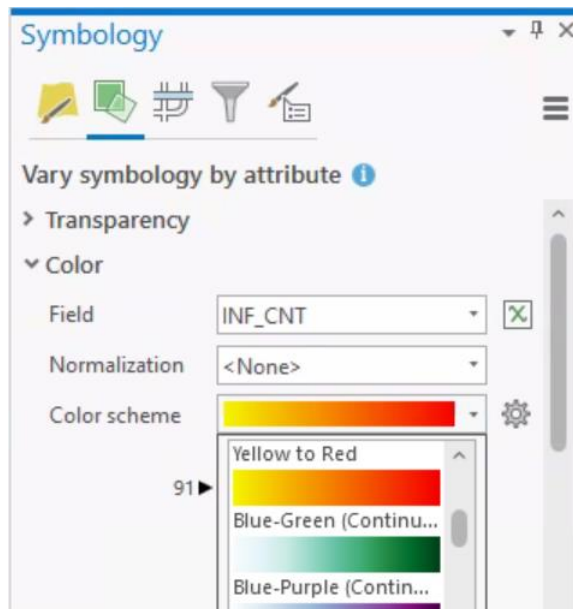 Symbology
Vary symbology by attribute
Transparency
Color
Field INF_CNT
Normalization <None>
Color scheme
Yellow to Red
91
Blue-Green (Continu...
Blue-Purple (Contin...